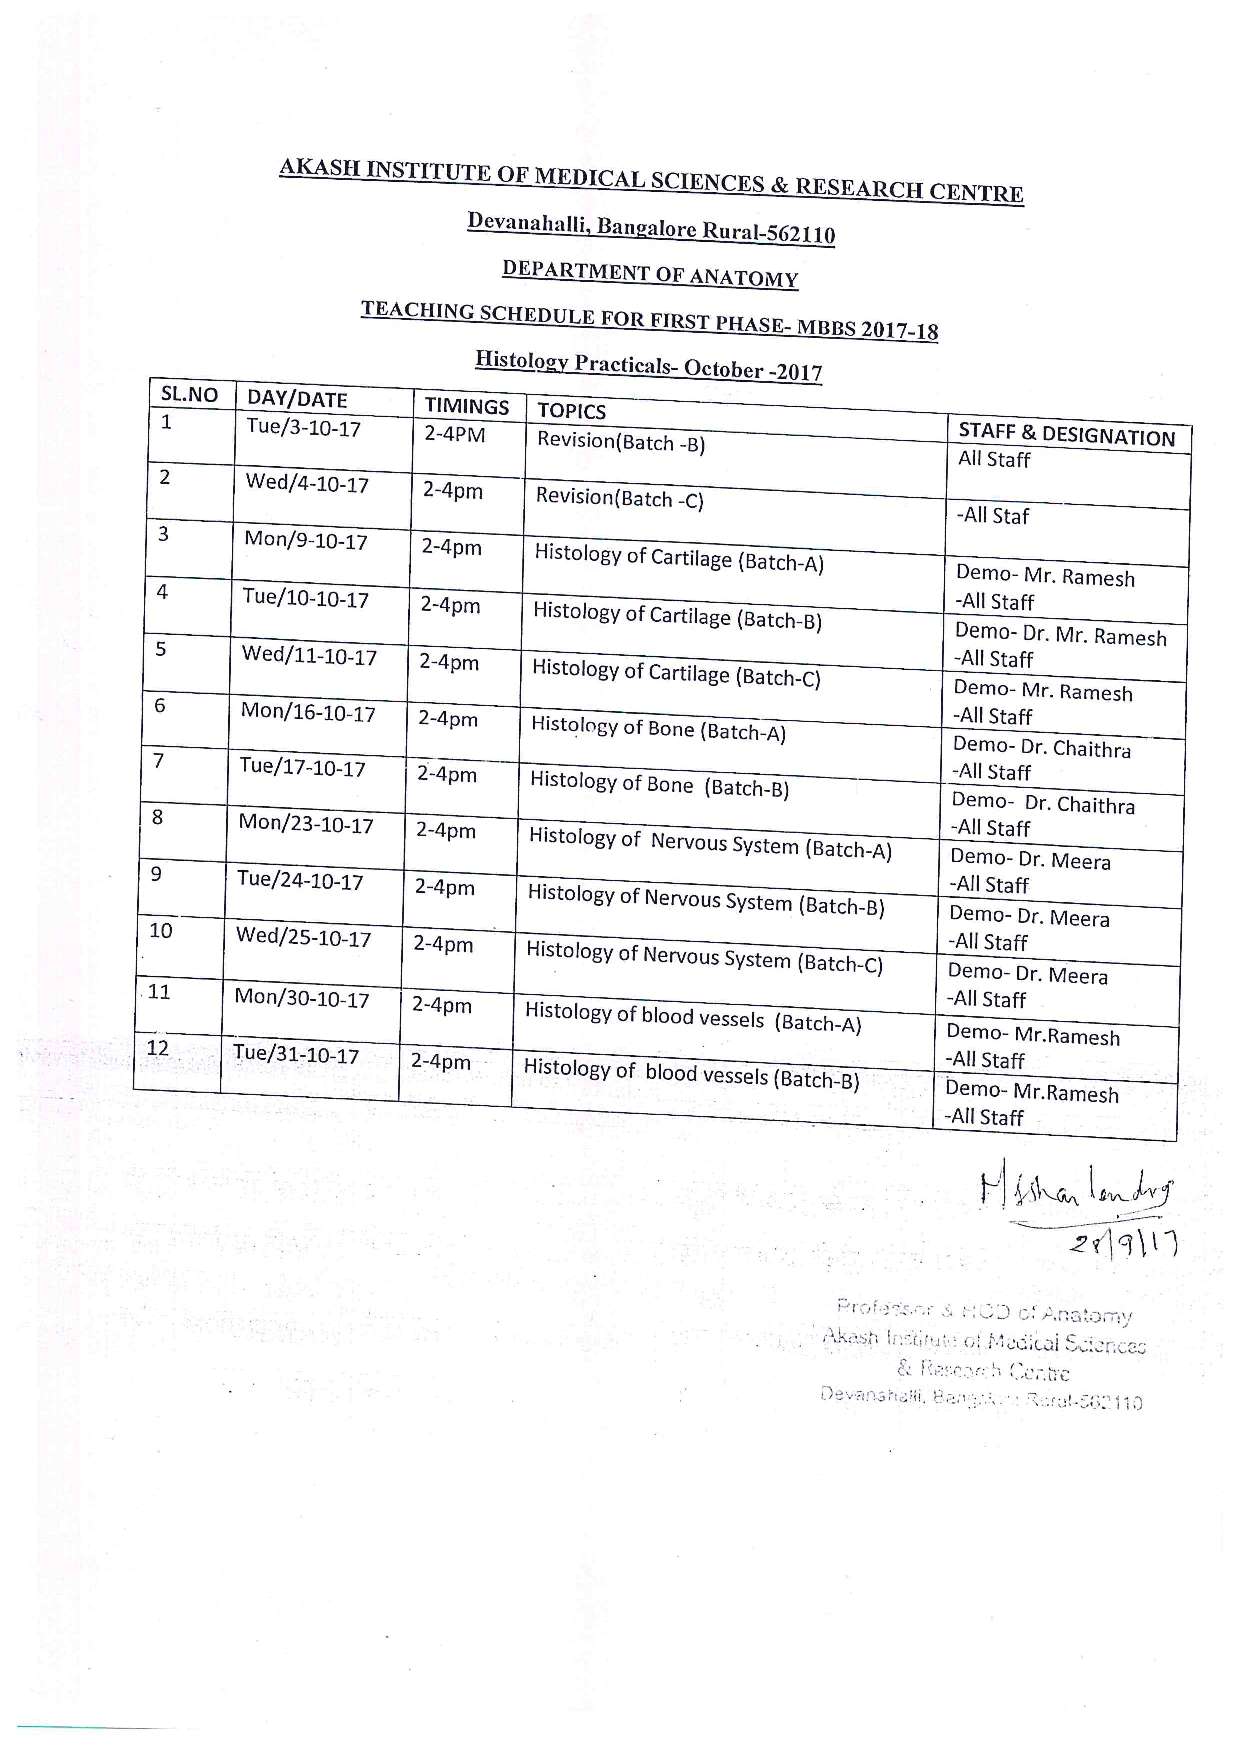 AKASH INSTITUTE OF MEDICAL SCIENCES & RESEARCH CENTRE
Devanahalli, Bangalore Rural-562110
DEPARTMENT OF ANATOMY
TEACHING SCHEDULE FOR FIRST PHASE- MBBS 2017-18
Histology Practicals- October -2017
SL.NO DAY/DATE TIMINGS TOPICS STAFF & DESIGNATION
1 Tue/3-10-17 2-4PM Revision(Batch -B) All Staff
2 Wed/4-10-17 2-4pm Revision(Batch -C) -All Staf
3 Mon/9-10-17 2-4pm Histology of Cartilage (Batch-A) Demo- Mr. Ramesh
-All Staff
4 Tue/10-10-17 2-4pm Histology of Cartilage (Batch-B) Demo- Dr. Mr. Ramesh
-All Staff
5 Wed/11-10-17 2-4pm Histology of Cartilage (Batch-C) Demo- Mr. Ramesh
-All Staff
6 Mon/16-10-17 2-4pm Histology of Bone (Batch-A) Demo- Dr. Chaithra
-All Staff
7 Tue/17-10-17 2-4pm Histology of Bone (Batch-B) Demo- Dr. Chaithra
-All Staff
8 Mon/23-10-17 2-4pm Histology of Nervous System (Batch-A) Demo- Dr. Meera
-All Staff
9 Tue/24-10-17 2-4pm Histology of Nervous System (Batch-B) Demo- Dr. Meera
-All Staff
10 Wed/25-10-17 2-4pm Histology of Nervous System (Batch-C) Demo- Dr. Meera
-All Staff
11 Mon/30-10-17 2-4pm Histology of blood vessels (Batch-A) Demo- Mr.Ramesh
-All Staff
12 Tue/31-10-17 2-4pm Histology of blood vessels (Batch-B) Demo- Mr.Ramesh
-All Staff
28/9/17
Professor & HOD of Anatomy
Akash Institute of Medical Sciences
& Research Centre
Devanahalli, Bangalore Rural-562110